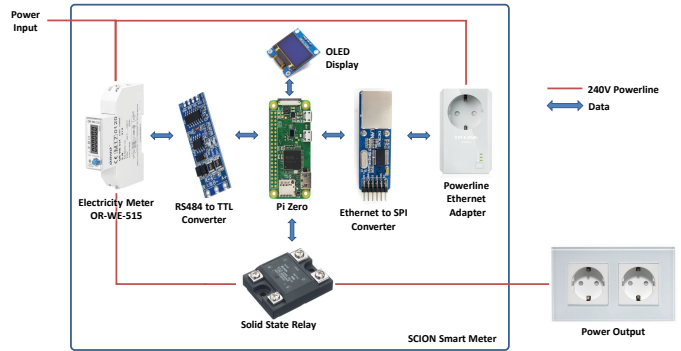 Power
Input
OLED
Display
240V Powerline
Data
Electricity Meter
OR-WE-515
RS484 to TTL
Converter
Pi Zero
Ethernet to SPI
Converter
Powerline
Ethernet
Adapter
Solid State Relay
SCION Smart Meter
Power Output